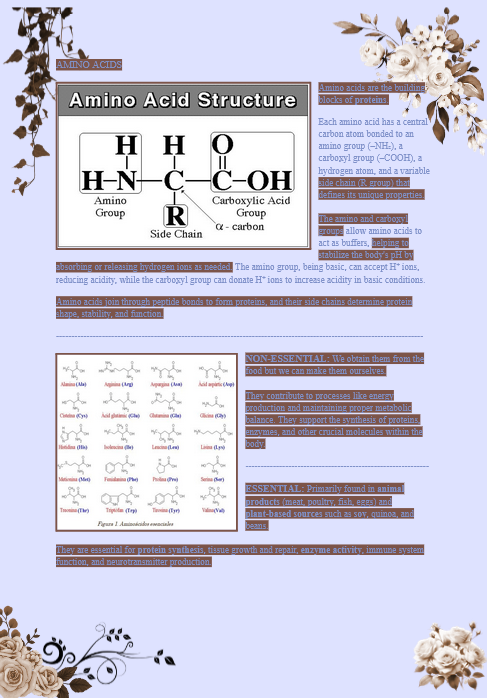 AMINO ACIDS
Amino Acid Structure
H H O
H–N–C–C–OH
Amino
Group
Carboxylic Acid
Group
R
Side Chain
α - carbon
Amino acids are the building
blocks of proteins.
Each amino acid has a central
carbon atom bonded to an
amino group (–NH₂), a
carboxyl group (–COOH), a
hydrogen atom, and a variable
side chain (R group) that
defines its unique properties.
The amino and carboxyl
groups allow amino acids to
act as buffers, helping to
stabilize the body's pH by
absorbing or releasing hydrogen ions as needed. The amino group, being basic, can accept H⁺ ions,
reducing acidity, while the carboxyl group can donate H⁺ ions to increase acidity in basic conditions.
Amino acids join through peptide bonds to form proteins, and their side chains determine protein
shape, stability, and function.
Alanina (Ala) Arginina (Arg) Aspargina (Asn) Acid aspartic (Asp)
Cisteina (Cys) Acid glutamic (Glu) Glutamina (Gln) Glicina (Gly)
Histidina (His) Isoleucina (Ile) Leucina (Leu) Lisina (Lys)
Metionina (Met) Fenilalanina (Phe) Prolina (Pro) Serina (Ser)
Treonina (Thr) Triptófan (Trp) Tirosina (Tyr) Valina (Val)
Figura 1. Aminoácidos esenciales
NON-ESSENTIAL: We obtain them from the
food but we can make them ourselves.
They contribute to processes like energy
production and maintaining proper metabolic
balance. They support the synthesis of proteins,
enzymes, and other crucial molecules within the
body.
ESSENTIAL: Primarily found in animal
products (meat, poultry, fish, eggs) and
plant-based sources such as soy, quinoa, and
beans.
They are essential for protein synthesis, tissue growth and repair, enzyme activity, immune system
function, and neurotransmitter production.